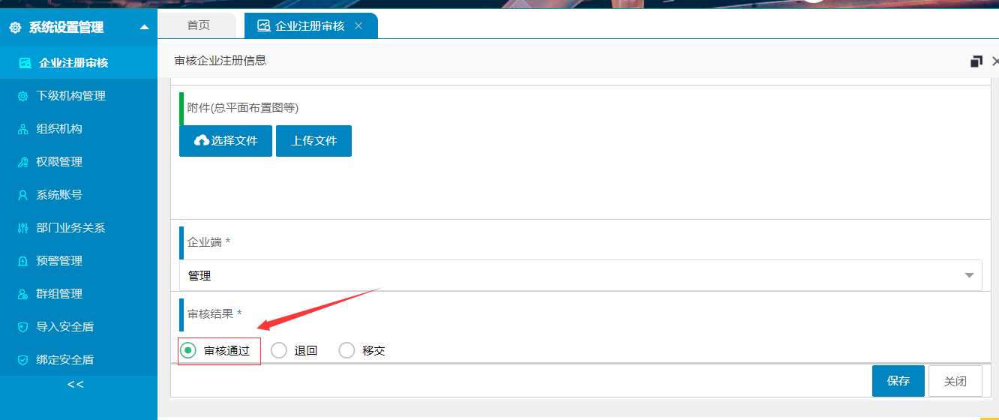 系统设置管理
首页
企业注册审核
企业注册审核
审核企业注册信息
下级机构管理
组织机构
权限管理
系统账号
部门业务关系
预警管理
群组管理
导入安全盾
绑定安全盾
<<
附件(总平面布置图等)
选择文件 上传文件
企业端 *
管理
审核结果 *
审核通过 退回 移交
保存 关闭